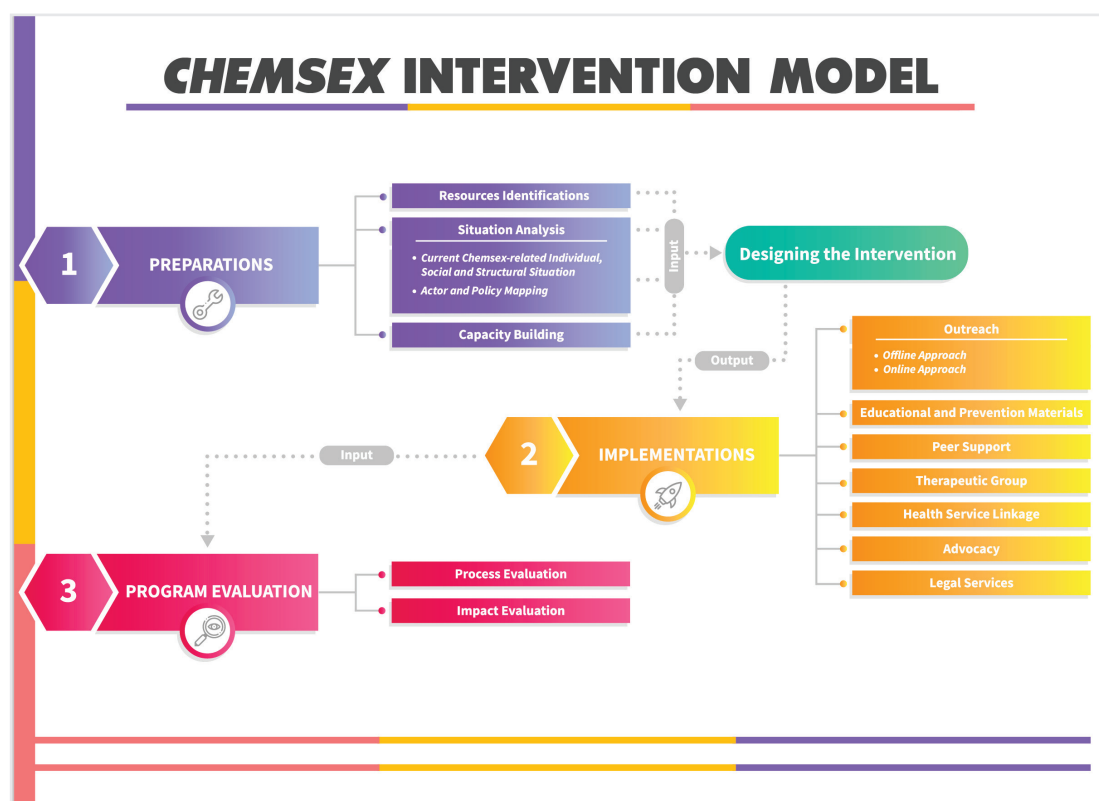 CHEMSEX INTERVENTION MODEL
1
PREPARATIONS
Resources Identifications
Situation Analysis
• Current Chemsex-related Individual,
Social and Structural Situation
• Actor and Policy Mapping
Capacity Building
Input
Designing the Intervention
Output
2
IMPLEMENTATIONS
Outreach
• Offline Approach
• Online Approach
Educational and Prevention Materials
Peer Support
Therapeutic Group
Health Service Linkage
Advocacy
Legal Services
Input
3
PROGRAM EVALUATION
Process Evaluation
Impact Evaluation